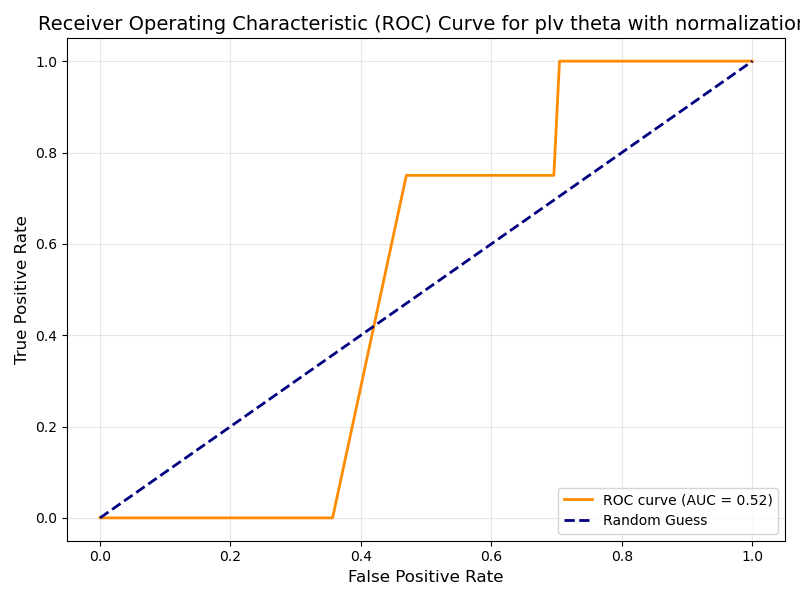 Receiver Operating Characteristic (ROC) Curve for plv theta with normalization
1.0
0.8
0.6
0.4
0.2
0.0
True Positive Rate
0.0 0.2 0.4 0.6 0.8 1.0
False Positive Rate
ROC curve (AUC = 0.52)
Random Guess